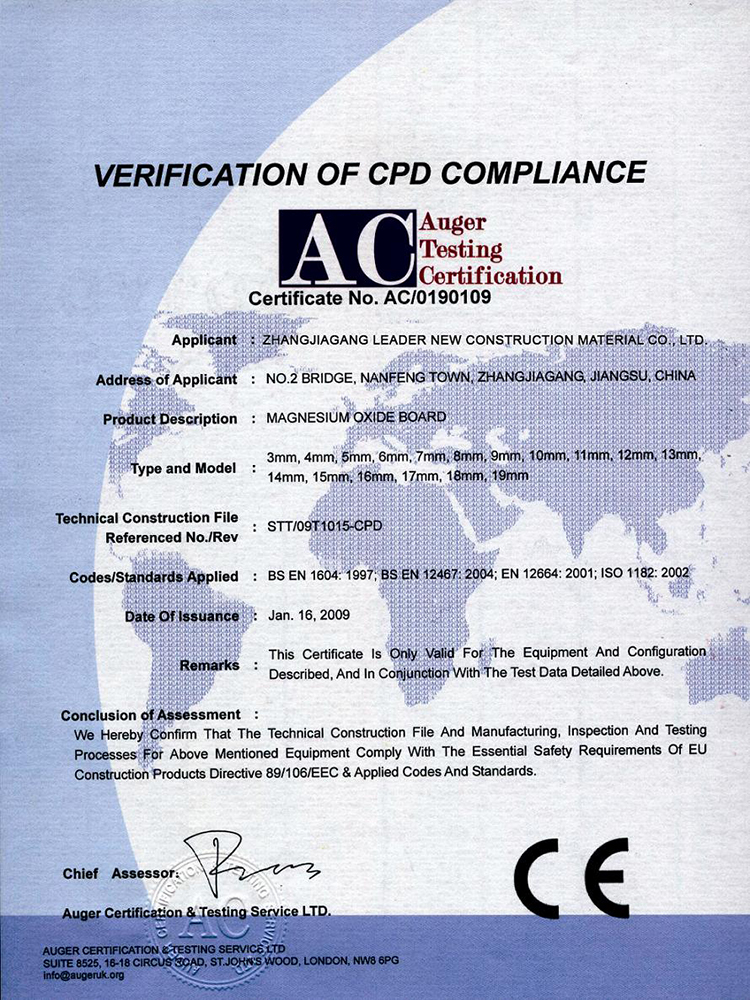 VERIFICATION OF CPD COMPLIANCE
AC
Auger
Testing
Certification
Certificate No. AC/0190109
Applicant : ZHANGJIAGANG LEADER NEW CONSTRUCTION MATERIAL CO., LTD.
Address of Applicant : NO.2 BRIDGE, NANFENG TOWN, ZHANGJIAGANG, JIANGSU, CHINA
Product Description : MAGNESIUM OXIDE BOARD
Type and Model : 3mm, 4mm, 5mm, 6mm, 7mm, 8mm, 9mm, 10mm, 11mm, 12mm, 13mm,
14mm, 15mm, 16mm, 17mm, 18mm, 19mm
Technical Construction File
Referenced No./Rev : STT/09T1015-CPD
Codes/Standards Applied : BS EN 1604: 1997; BS EN 12467: 2004; EN 12664: 2001; ISO 1182: 2002
Date Of Issuance : Jan. 16, 2009
Remarks : This Certificate Is Only Valid For The Equipment And Configuration
Described, And In Conjunction With The Test Data Detailed Above.
Conclusion of Assessment :
We Hereby Confirm That The Technical Construction File And Manufacturing, Inspection And Testing
Processes For Above Mentioned Equipment Comply With The Essential Safety Requirements Of EU
Construction Products Directive 89/106/EEC & Applied Codes And Standards.
Chief Assessor:
CE
Auger Certification & Testing Service LTD.
AC
AUGER CERTIFICATION & TESTING SERVICE LTD
SUITE 8525, 16-18 CIRCUS ROAD, ST.JOHN'S WOOD, LONDON, NW8 6PG
info@augeruk.org